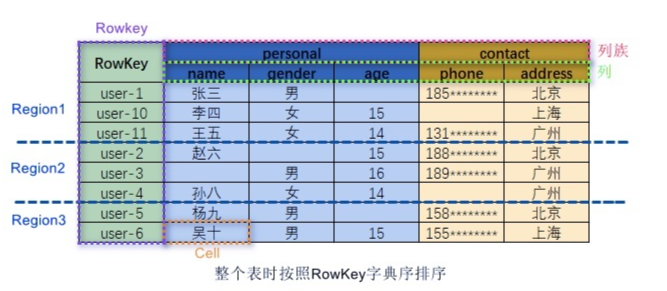 Rowkey
RowKey personal contact 列族
name gender age phone address 列
user-1 张三 男 185******** 北京
Region1 user-10 李四 女 15 上海
user-11 王五 女 14 131******** 广州
user-2 赵六 15 188******** 北京
Region2 user-3 男 16 189******** 广州
user-4 孙八 女 14 广州
Region3 user-5 杨九 男 158******** 北京
user-6 吴十 男 15 155******** 上海
Cell
整个表时按照RowKey字典序排序